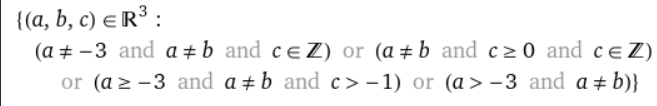 {(a, b, c) ∈ ℝ³ :
(a ≠ −3 and a ≠ b and c ∈ ℤ) or (a ≠ b and c ≥ 0 and c ∈ ℤ)
or (a ≥ −3 and a ≠ b and c > −1) or (a > −3 and a ≠ b)}